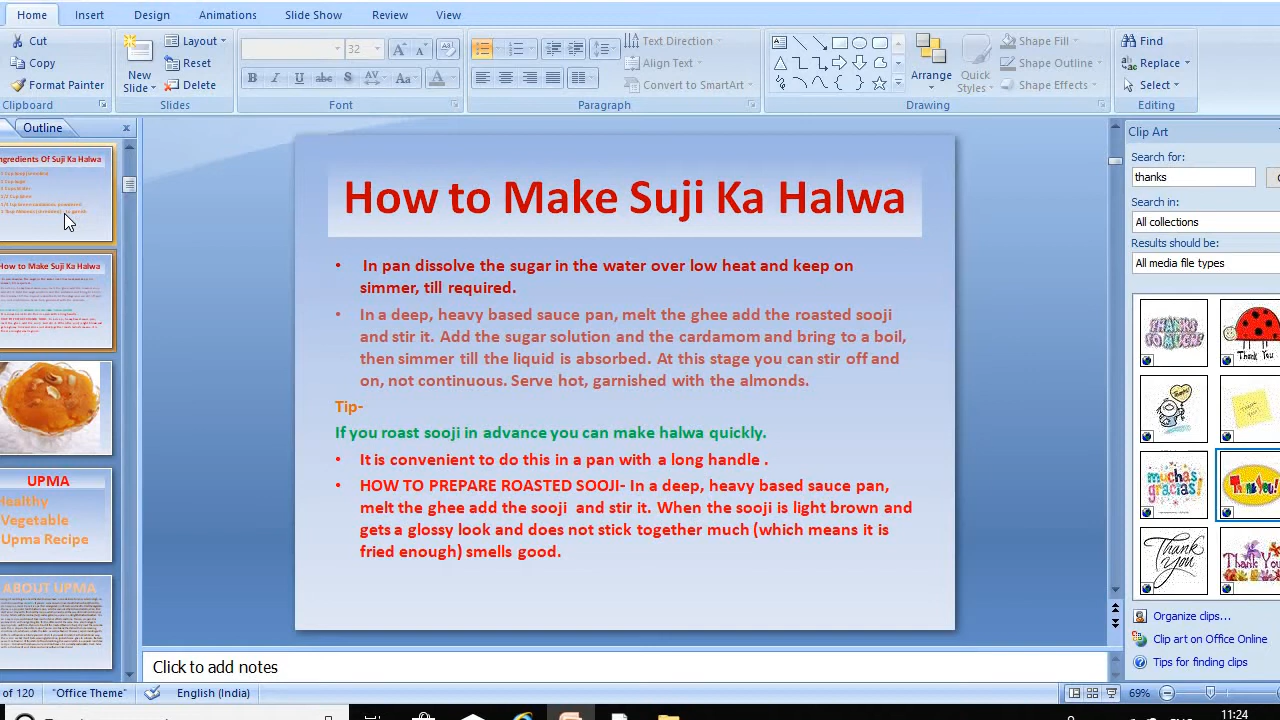 Home Insert Design Animations Slide Show Review View
Cut
Copy
Format Painter
Clipboard
New
Slide
Layout
Reset
Delete
Slides
32
B I U abc S AV Aa A
Font
Text Direction
Align Text
Convert to SmartArt
Paragraph
Arrange
Quick
Styles
Shape Fill
Shape Outline
Shape Effects
Drawing
Find
Replace
Select
Editing
Outline
ngredients Of Suji Ka Halwa
How to Make Suji Ka Halwa
UPMA
Healthy
Vegetable
Upma Recipe
ABOUT UPMA
How to Make Suji Ka Halwa
• In pan dissolve the sugar in the water over low heat and keep on
simmer, till required.
• In a deep, heavy based sauce pan, melt the ghee add the roasted sooji
and stir it. Add the sugar solution and the cardamom and bring to a boil,
then simmer till the liquid is absorbed. At this stage you can stir off and
on, not continuous. Serve hot, garnished with the almonds.
Tip-
If you roast sooji in advance you can make halwa quickly.
• It is convenient to do this in a pan with a long handle .
• HOW TO PREPARE ROASTED SOOJI- In a deep, heavy based sauce pan,
melt the ghee add the sooji and stir it. When the sooji is light brown and
gets a glossy look and does not stick together much (which means it is
fried enough) smells good.
Click to add notes
Clip Art
Search for:
thanks
Search in:
All collections
Results should be:
All media file types
Thank You
muchas
gracias!
Thank You!
Thank
You
Thank You
Organize clips...
Clip art on Office Online
Tips for finding clips
of 120 "Office Theme" English (India) 69%
11:24